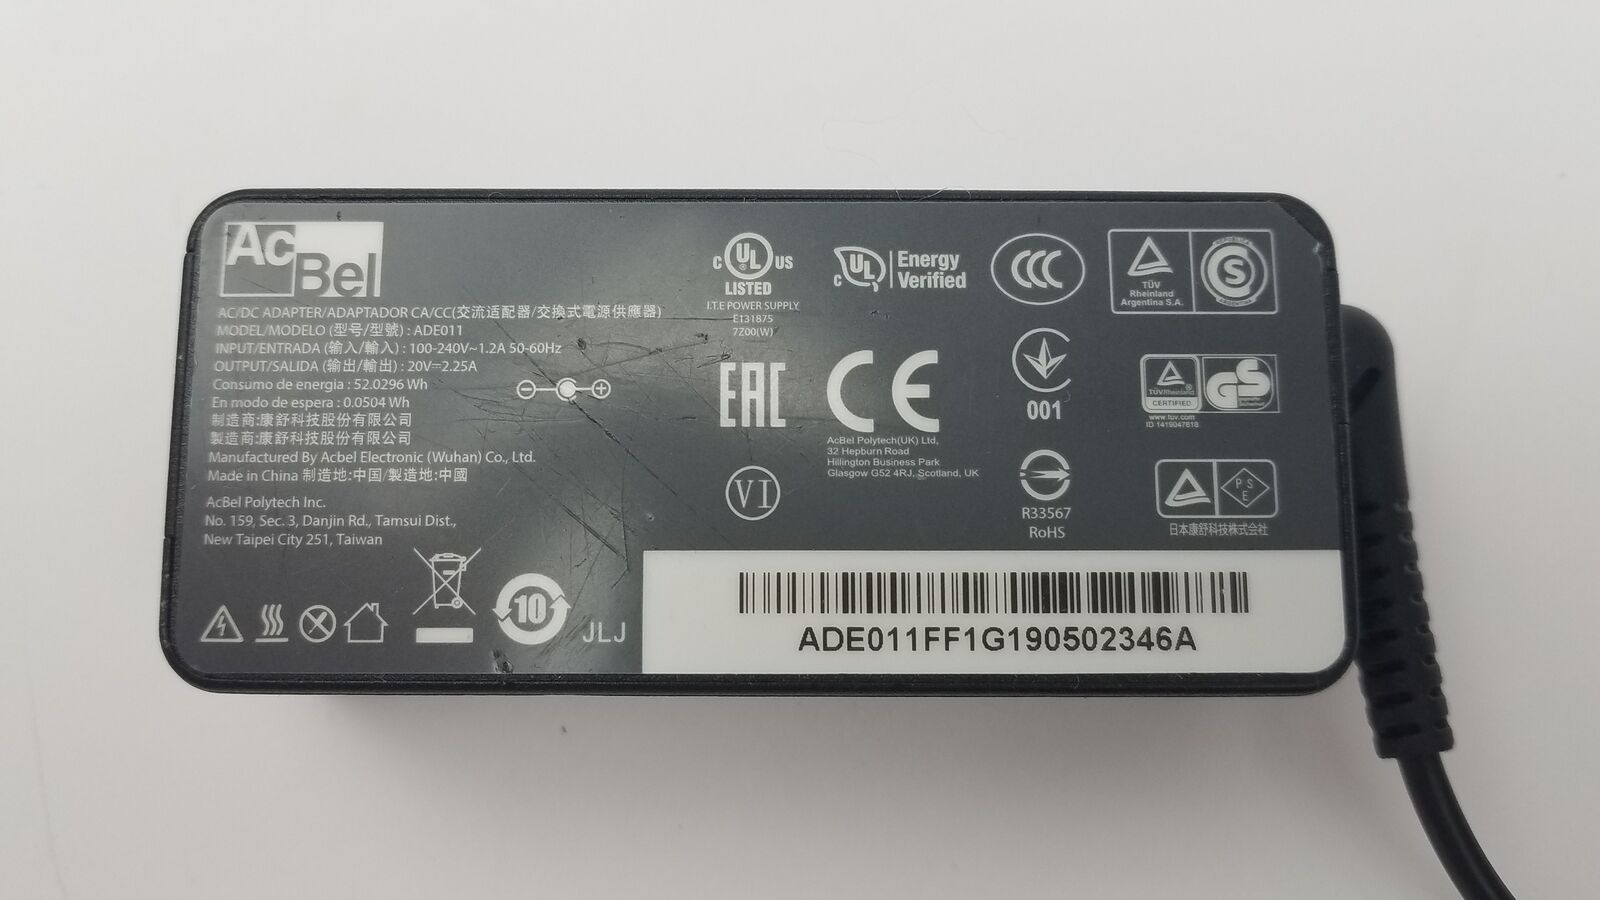 AcBel
AC/DC ADAPTER/ADAPTADOR CA/CC(交流适配器/交換式電源供應器)
MODEL/MODELO (型号/型號) : ADE011
INPUT/ENTRADA (输入/輸入) : 100-240V~1.2A 50-60Hz
OUTPUT/SALIDA (输出/輸出) : 20V⎓2.25A
Consumo de energia : 52.0296 Wh
En modo de espera : 0.0504 Wh
制造商:康舒科技股份有限公司
製造商:康舒科技股份有限公司
Manufactured By Acbel Electronic (Wuhan) Co., Ltd.
Made in China 制造地:中国/製造地:中國
AcBel Polytech Inc.
No. 159, Sec. 3, Danjin Rd., Tamsui Dist.,
New Taipei City 251, Taiwan
10
JLJ
C UL US
LISTED
I.T.E POWER SUPPLY
E131875
7Z00(W)
C UL Energy
Verified
CCC
TÜV
Rheinland
Argentina S.A.
REPUBLICA
S
ARGENTINA
EAC
CE
AcBel Polytech(UK) Ltd,
32 Hepburn Road
Hillington Business Park
Glasgow G52 4RJ, Scotland, UK
001
TÜVRheinland
CERTIFIED
GS
www.tuv.com
ID 1419047618
VI
R33567
RoHS
PS
E
日本康舒科技株式会社
ADE011FF1G190502346A